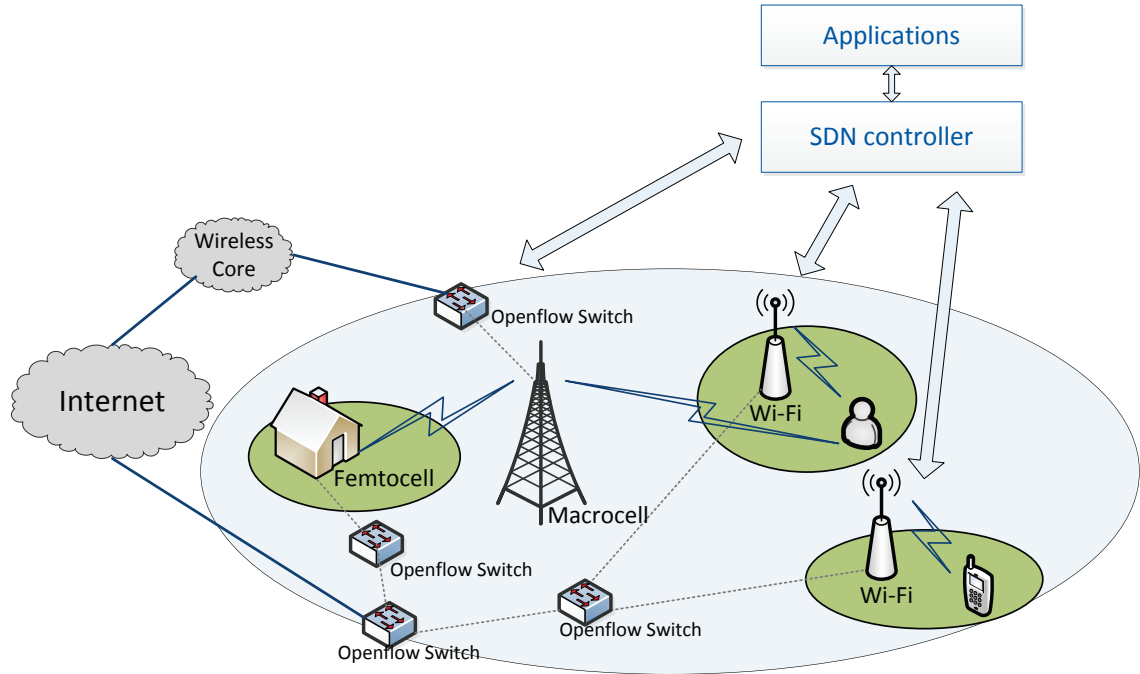 Applications
SDN controller
Wireless
Core
Openflow Switch
Internet
Wi-Fi
Femtocell
Macrocell
Openflow Switch
Wi-Fi
Openflow Switch
Openflow Switch